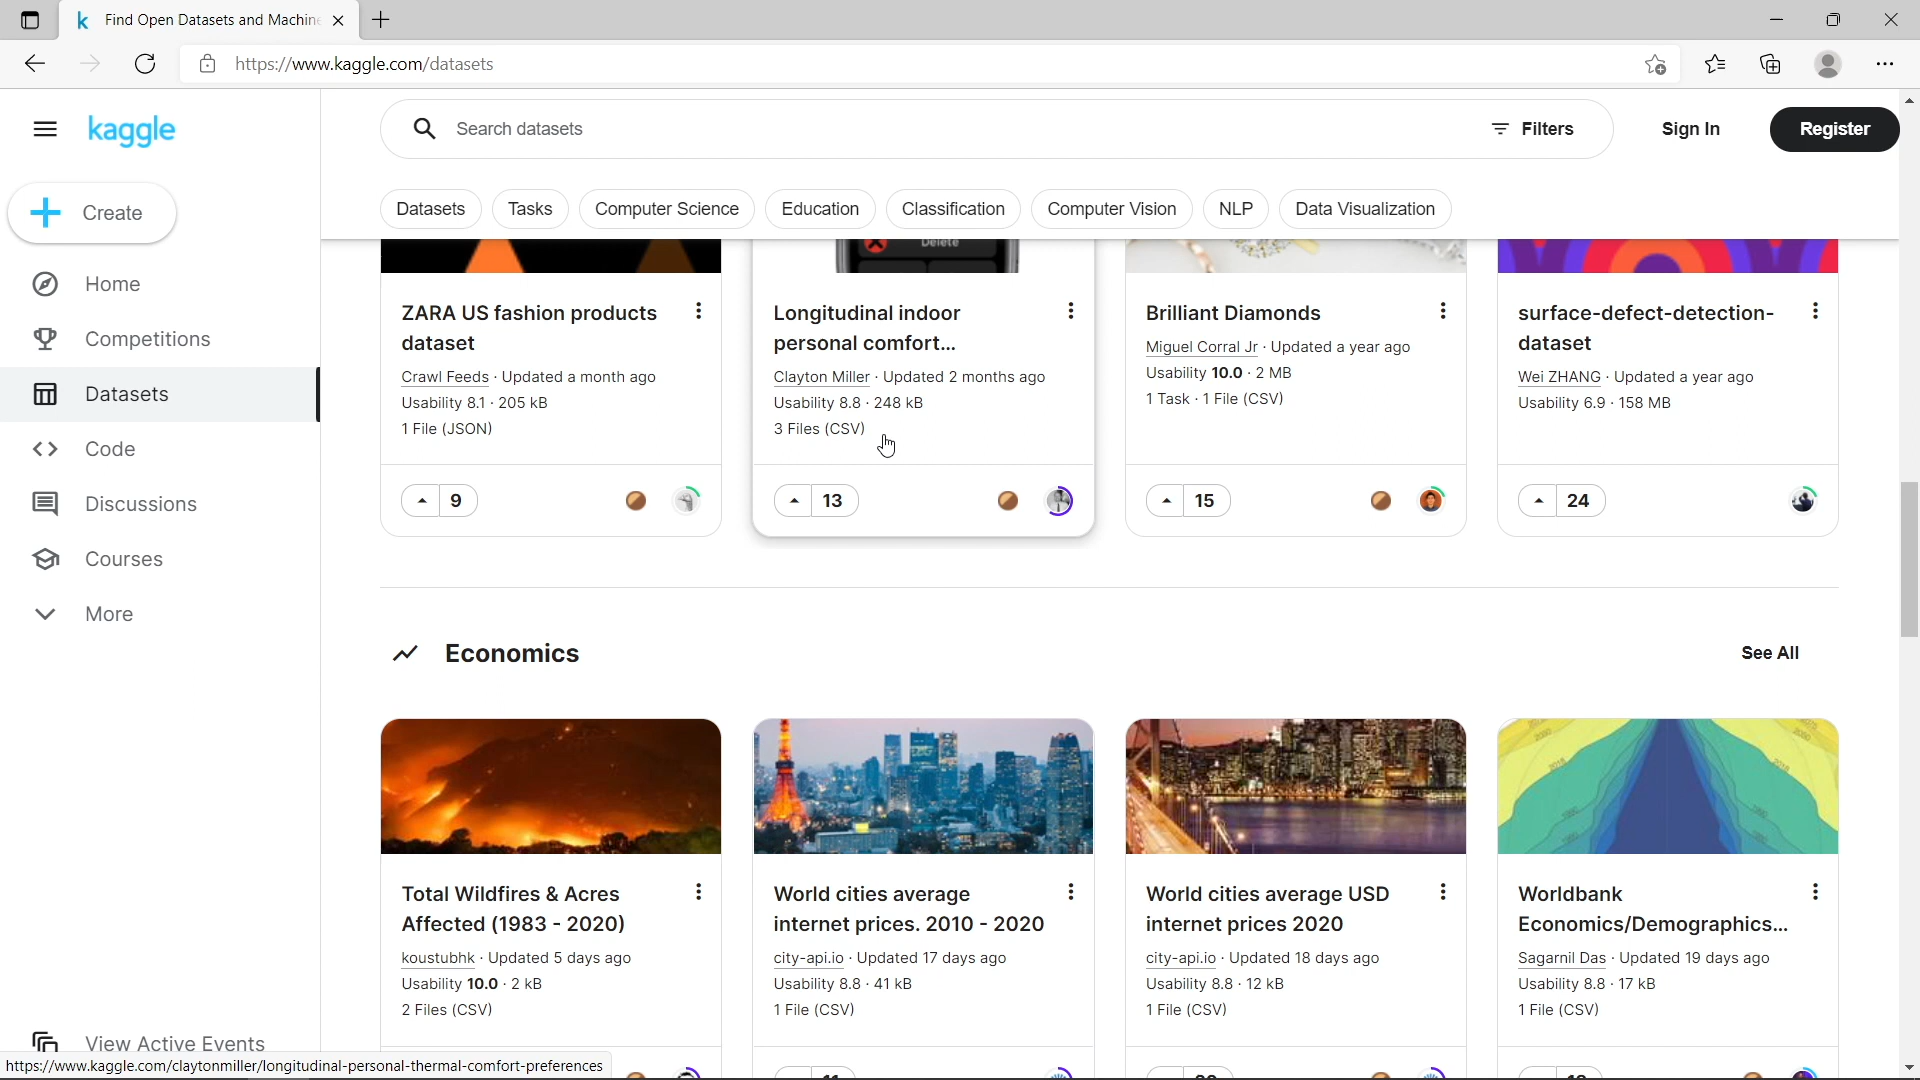 Find Open Datasets and Machin
https://www.kaggle.com/datasets
kaggle
Search datasets
Filters
Sign In
Register
Create
Datasets
Tasks
Computer Science
Education
Classification
Computer Vision
NLP
Data Visualization
Home
Competitions
Datasets
Code
Discussions
Courses
More
View Active Events
Delete
ZARA US fashion products
dataset
Crawl Feeds · Updated a month ago
Usability 8.1 · 205 kB
1 File (JSON)
9
Longitudinal indoor
personal comfort...
Clayton Miller · Updated 2 months ago
Usability 8.8 · 248 kB
3 Files (CSV)
13
Brilliant Diamonds
Miguel Corral Jr · Updated a year ago
Usability 10.0 · 2 MB
1 Task · 1 File (CSV)
15
surface-defect-detection-
dataset
Wei ZHANG · Updated a year ago
Usability 6.9 · 158 MB
24
Economics
See All
Total Wildfires & Acres
Affected (1983 - 2020)
koustubhk · Updated 5 days ago
Usability 10.0 · 2 kB
2 Files (CSV)
World cities average
internet prices. 2010 - 2020
city-api.io · Updated 17 days ago
Usability 8.8 · 41 kB
1 File (CSV)
World cities average USD
internet prices 2020
city-api.io · Updated 18 days ago
Usability 8.8 · 12 kB
1 File (CSV)
Worldbank
Economics/Demographics...
Sagarnil Das · Updated 19 days ago
Usability 8.8 · 17 kB
1 File (CSV)
https://www.kaggle.com/claytonmiller/longitudinal-personal-thermal-comfort-preferences